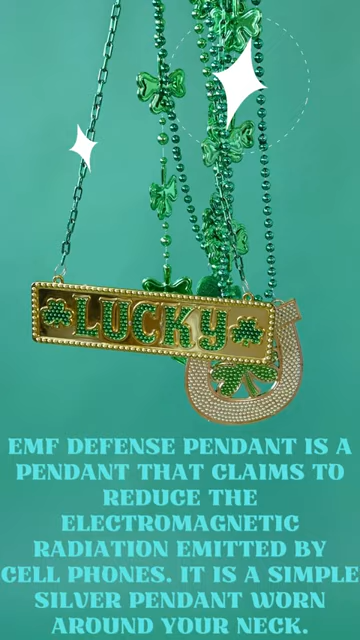 LUCKY
EMF DEFENSE PENDANT IS A
PENDANT THAT CLAIMS TO
REDUCE THE
ELECTROMAGNETIC
RADIATION EMITTED BY
CELL PHONES. IT IS A SIMPLE
SILVER PENDANT WORN
AROUND YOUR NECK.